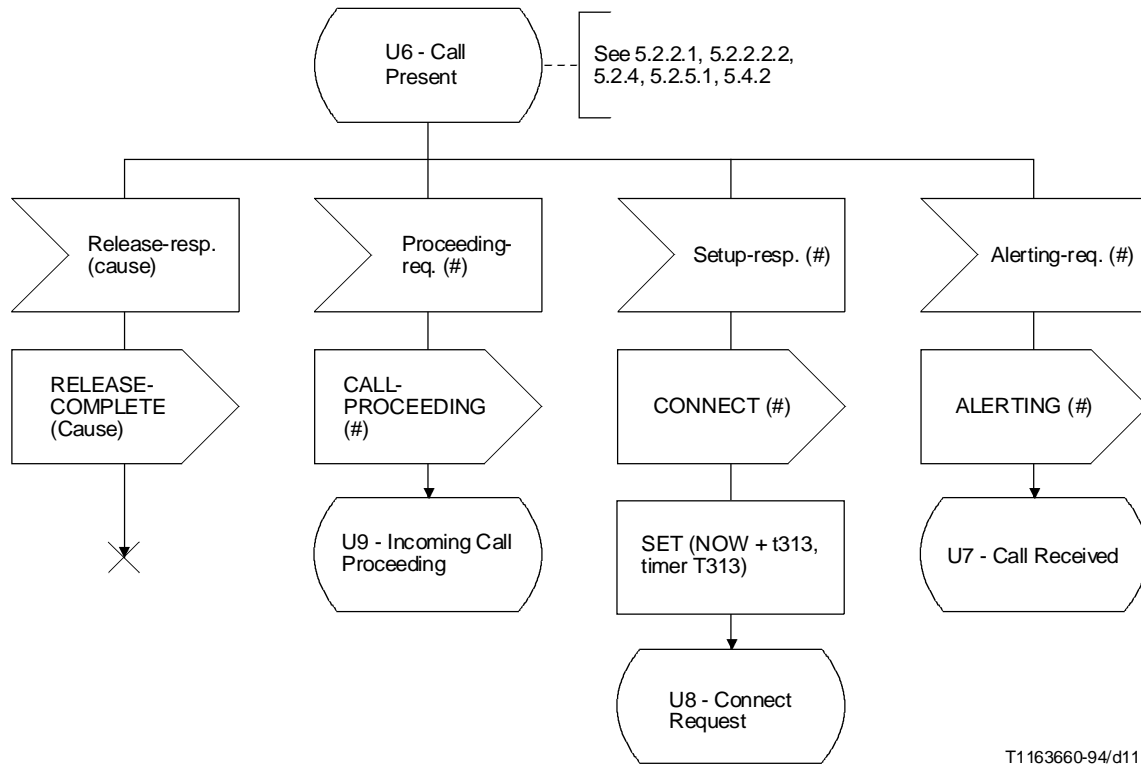 U6 - Call
Present
See 5.2.2.1, 5.2.2.2.2,
5.2.4, 5.2.5.1, 5.4.2
Release-resp.
(cause)
Proceeding-
req. (#)
Setup-resp. (#)
Alerting-req. (#)
RELEASE-
COMPLETE
(Cause)
CALL-
PROCEEDING
(#)
CONNECT (#)
ALERTING (#)
U9 - Incoming Call
Proceeding
SET (NOW + t313,
timer T313)
U7 - Call Received
U8 - Connect
Request
T1163660-94/d11